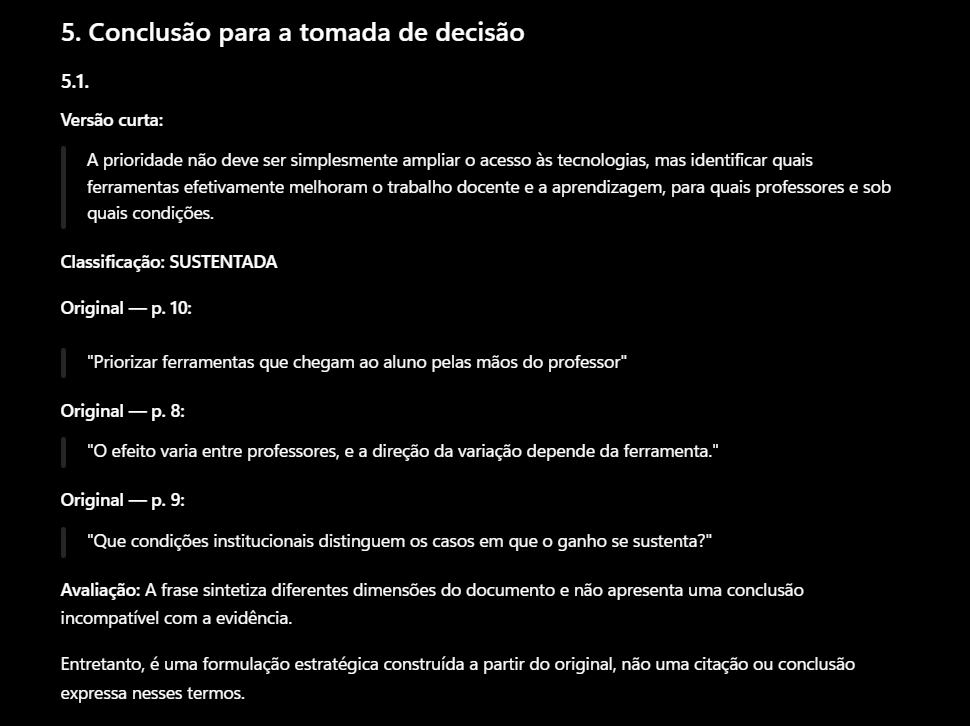 5. Conclusão para a tomada de decisão
5.1.
Versão curta:
A prioridade não deve ser simplesmente ampliar o acesso às tecnologias, mas identificar quais
ferramentas efetivamente melhoram o trabalho docente e a aprendizagem, para quais professores e sob
quais condições.
Classificação: SUSTENTADA
Original — p. 10:
"Priorizar ferramentas que chegam ao aluno pelas mãos do professor"
Original — p. 8:
"O efeito varia entre professores, e a direção da variação depende da ferramenta."
Original — p. 9:
"Que condições institucionais distinguem os casos em que o ganho se sustenta?"
Avaliação: A frase sintetiza diferentes dimensões do documento e não apresenta uma conclusão
incompatível com a evidência.
Entretanto, é uma formulação estratégica construída a partir do original, não uma citação ou conclusão
expressa nesses termos.